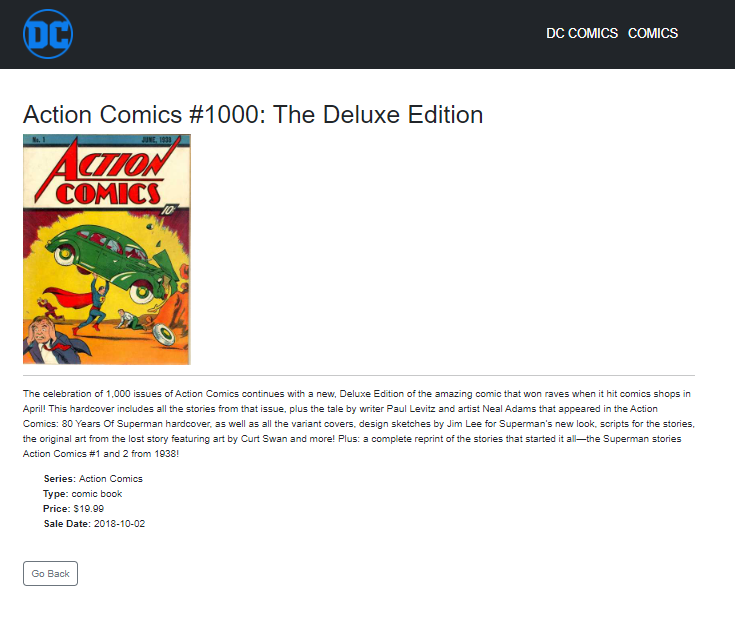 DC
DC COMICS COMICS
Action Comics #1000: The Deluxe Edition
No. 1 JUNE, 1938
ACTION
COMICS
10¢
The celebration of 1,000 issues of Action Comics continues with a new, Deluxe Edition of the amazing comic that won raves when it hit comics shops in
April! This hardcover includes all the stories from that issue, plus the tale by writer Paul Levitz and artist Neal Adams that appeared in the Action
Comics: 80 Years Of Superman hardcover, as well as all the variant covers, design sketches by Jim Lee for Superman's new look, scripts for the stories,
the original art from the lost story featuring art by Curt Swan and more! Plus: a complete reprint of the stories that started it all—the Superman stories
Action Comics #1 and 2 from 1938!
Series: Action Comics
Type: comic book
Price: $19.99
Sale Date: 2018-10-02
Go Back